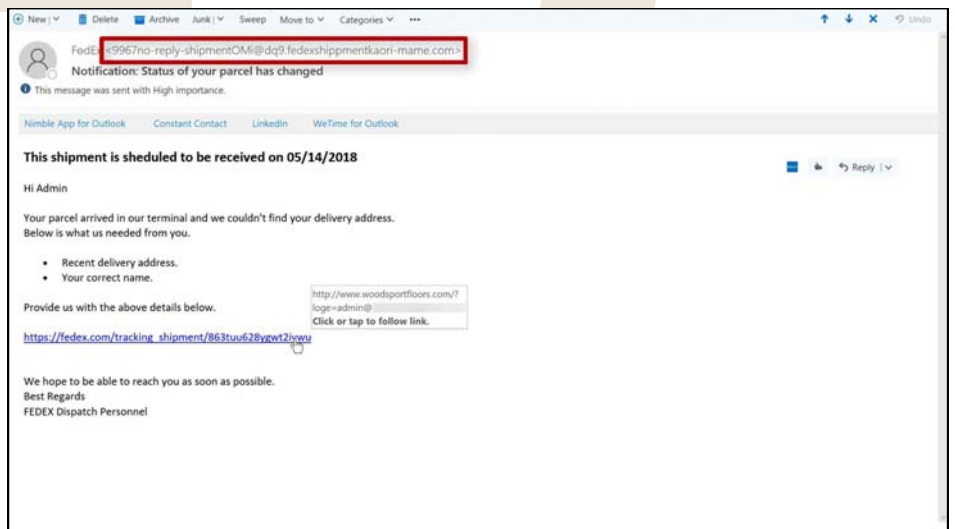 New Delete Archive Junk Sweep Move to Categories ... Undo
FedEx <9967no-reply-shipmentOMi@dq9.fedexshippmentkaori-mame.com>
Notification: Status of your parcel has changed
This message was sent with High importance.
Nimble App for Outlook Constant Contact LinkedIn WeTime for Outlook
This shipment is sheduled to be received on 05/14/2018
Reply
Hi Admin
Your parcel arrived in our terminal and we couldn't find your delivery address.
Below is what us needed from you.
• Recent delivery address.
• Your correct name.
http://www.woodsportfloors.com/?
loge=admin@
Click or tap to follow link.
Provide us with the above details below.
https://fedex.com/tracking_shipment/863tuu628ygwt2ivwu
We hope to be able to reach you as soon as possible.
Best Regards
FEDEX Dispatch Personnel